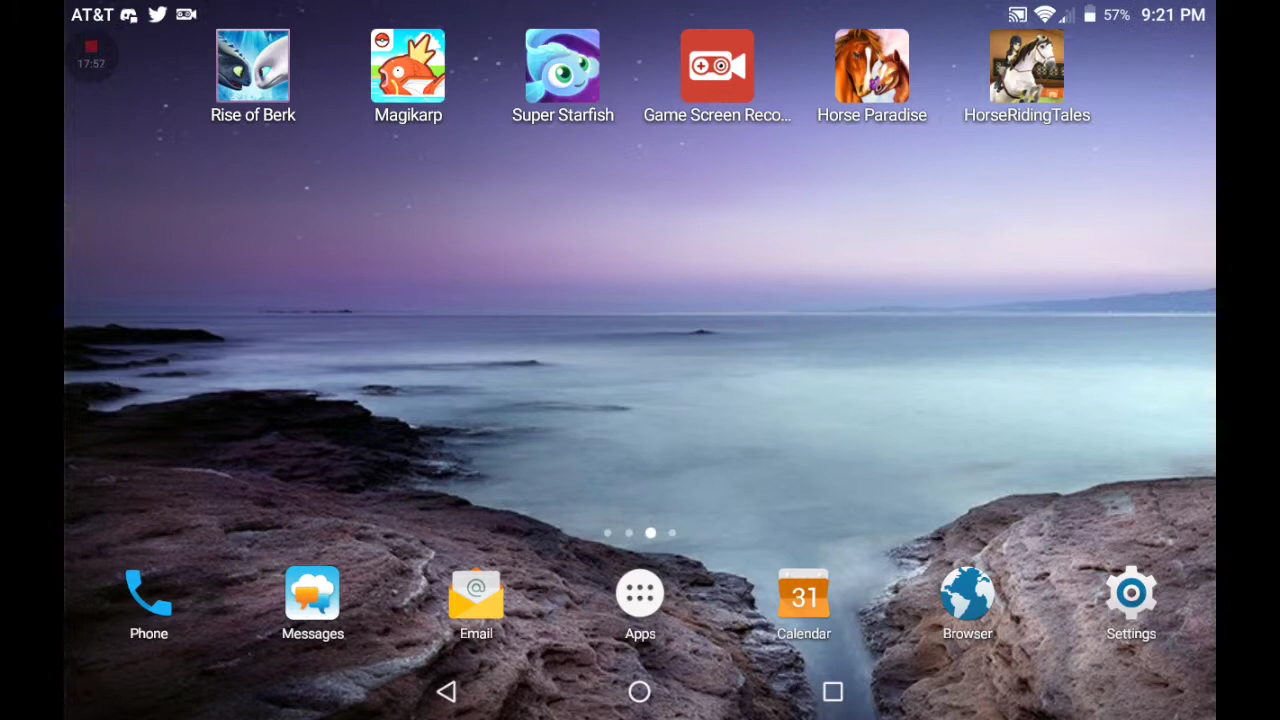 AT&T 57% 9:21 PM
17:57
Rise of Berk Magikarp Super Starfish Game Screen Reco... Horse Paradise HorseRidingTales
@ 31
Phone Messages Email Apps Calendar Browser Settings